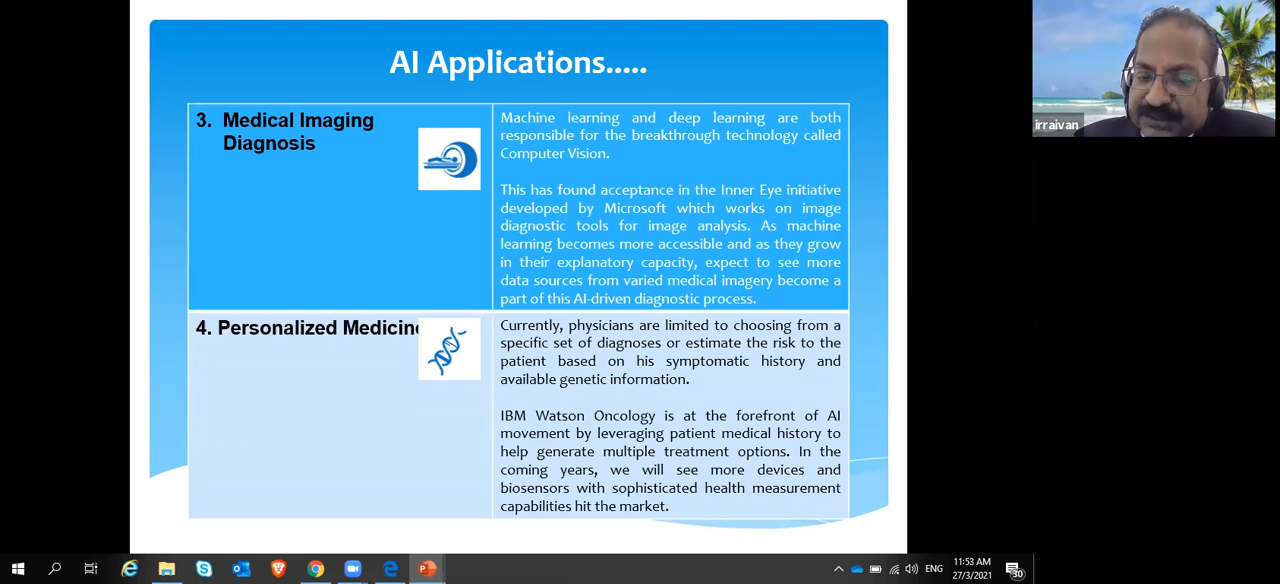 AI Applications.....
3. Medical Imaging
Diagnosis
Machine learning and deep learning are both
responsible for the breakthrough technology called
Computer Vision.
This has found acceptance in the Inner Eye initiative
developed by Microsoft which works on image
diagnostic tools for image analysis. As machine
learning becomes more accessible and as they grow
in their explanatory capacity, expect to see more
data sources from varied medical imagery become a
part of this AI-driven diagnostic process.
4. Personalized Medicine
Currently, physicians are limited to choosing from a
specific set of diagnoses or estimate the risk to the
patient based on his symptomatic history and
available genetic information.
IBM Watson Oncology is at the forefront of AI
movement by leveraging patient medical history to
help generate multiple treatment options. In the
coming years, we will see more devices and
biosensors with sophisticated health measurement
capabilities hit the market.
irraivan
ENG
11:53 AM
27/3/2021
30